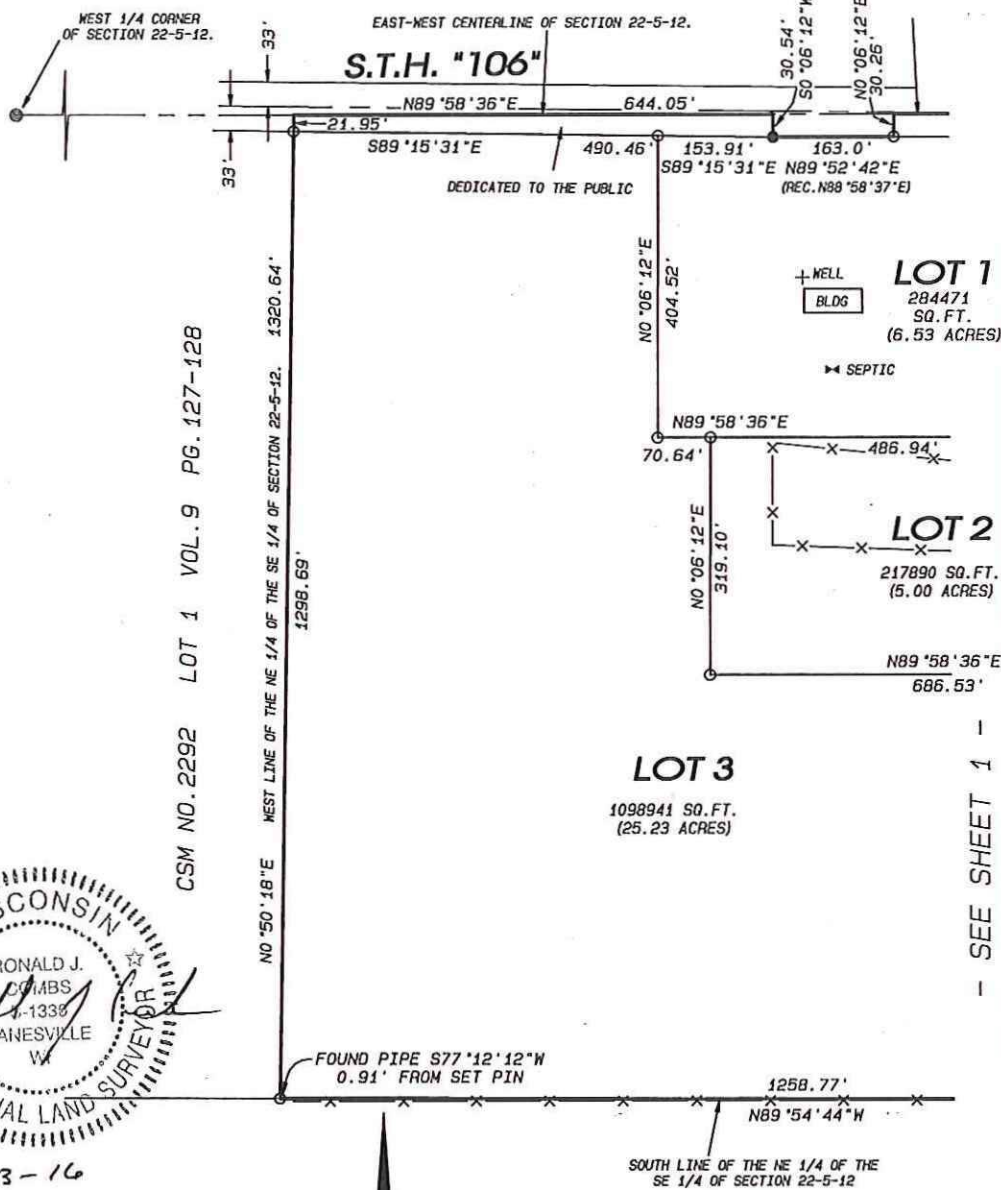 WEST 1/4 CORNER
OF SECTION 22-5-12.
EAST-WEST CENTERLINE OF SECTION 22-5-12.
33'
S.T.H. "106"
30.54'
S0°06'12"W
N0°06'12"E
30.26'
N89°58'36"E
644.05'
21.95'
33'
S89°15'31"E
490.46'
153.91'
163.0'
S89°15'31"E
N89°52'42"E
(REC.N88°58'37"E)
DEDICATED TO THE PUBLIC
N0°06'12"E
404.52'
WELL
BLDG
LOT 1
284471
SQ.FT.
(6.53 ACRES)
SEPTIC
1320.64'
WEST LINE OF THE NE 1/4 OF THE SE 1/4 OF SECTION 22-5-12.
N0°50'18"E
1298.69'
CSM NO.2292 LOT 1 VOL.9 PG.127-128
N89°58'36"E
70.64'
486.94'
N0°06'12"E
319.10'
LOT 2
217890 SQ.FT.
(5.00 ACRES)
N89°58'36"E
686.53'
LOT 3
1098941 SQ.FT.
(25.23 ACRES)
- SEE SHEET 1 -
SCONSIN
RONALD J.
COMBS
-1338
ANESVILLE
WI
NAL LAND SURVEYOR
3-16
FOUND PIPE S77°12'12"W
0.91' FROM SET PIN
1258.77'
N89°54'44"W
SOUTH LINE OF THE NE 1/4 OF THE
SE 1/4 OF SECTION 22-5-12